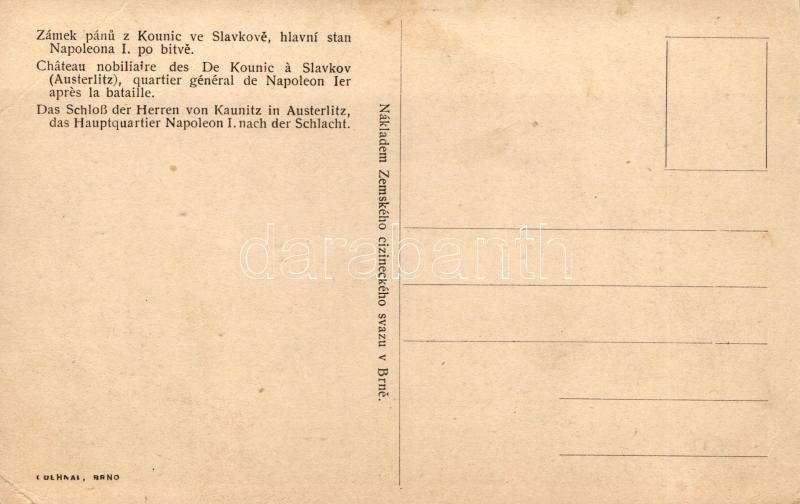 Zámek pánů z Kounic ve Slavkově, hlavní stan
Napoleona I. po bitvě.
Château nobiliaire des De Kounic à Slavkov
(Austerlitz), quartier général de Napoleon Ier
après la bataille.
Das Schloß der Herren von Kaunitz in Austerlitz,
das Hauptquartier Napoleon I. nach der Schlacht.
Nákladem Zemského cizineckého svazu v Brně.
darabanth
BRNO